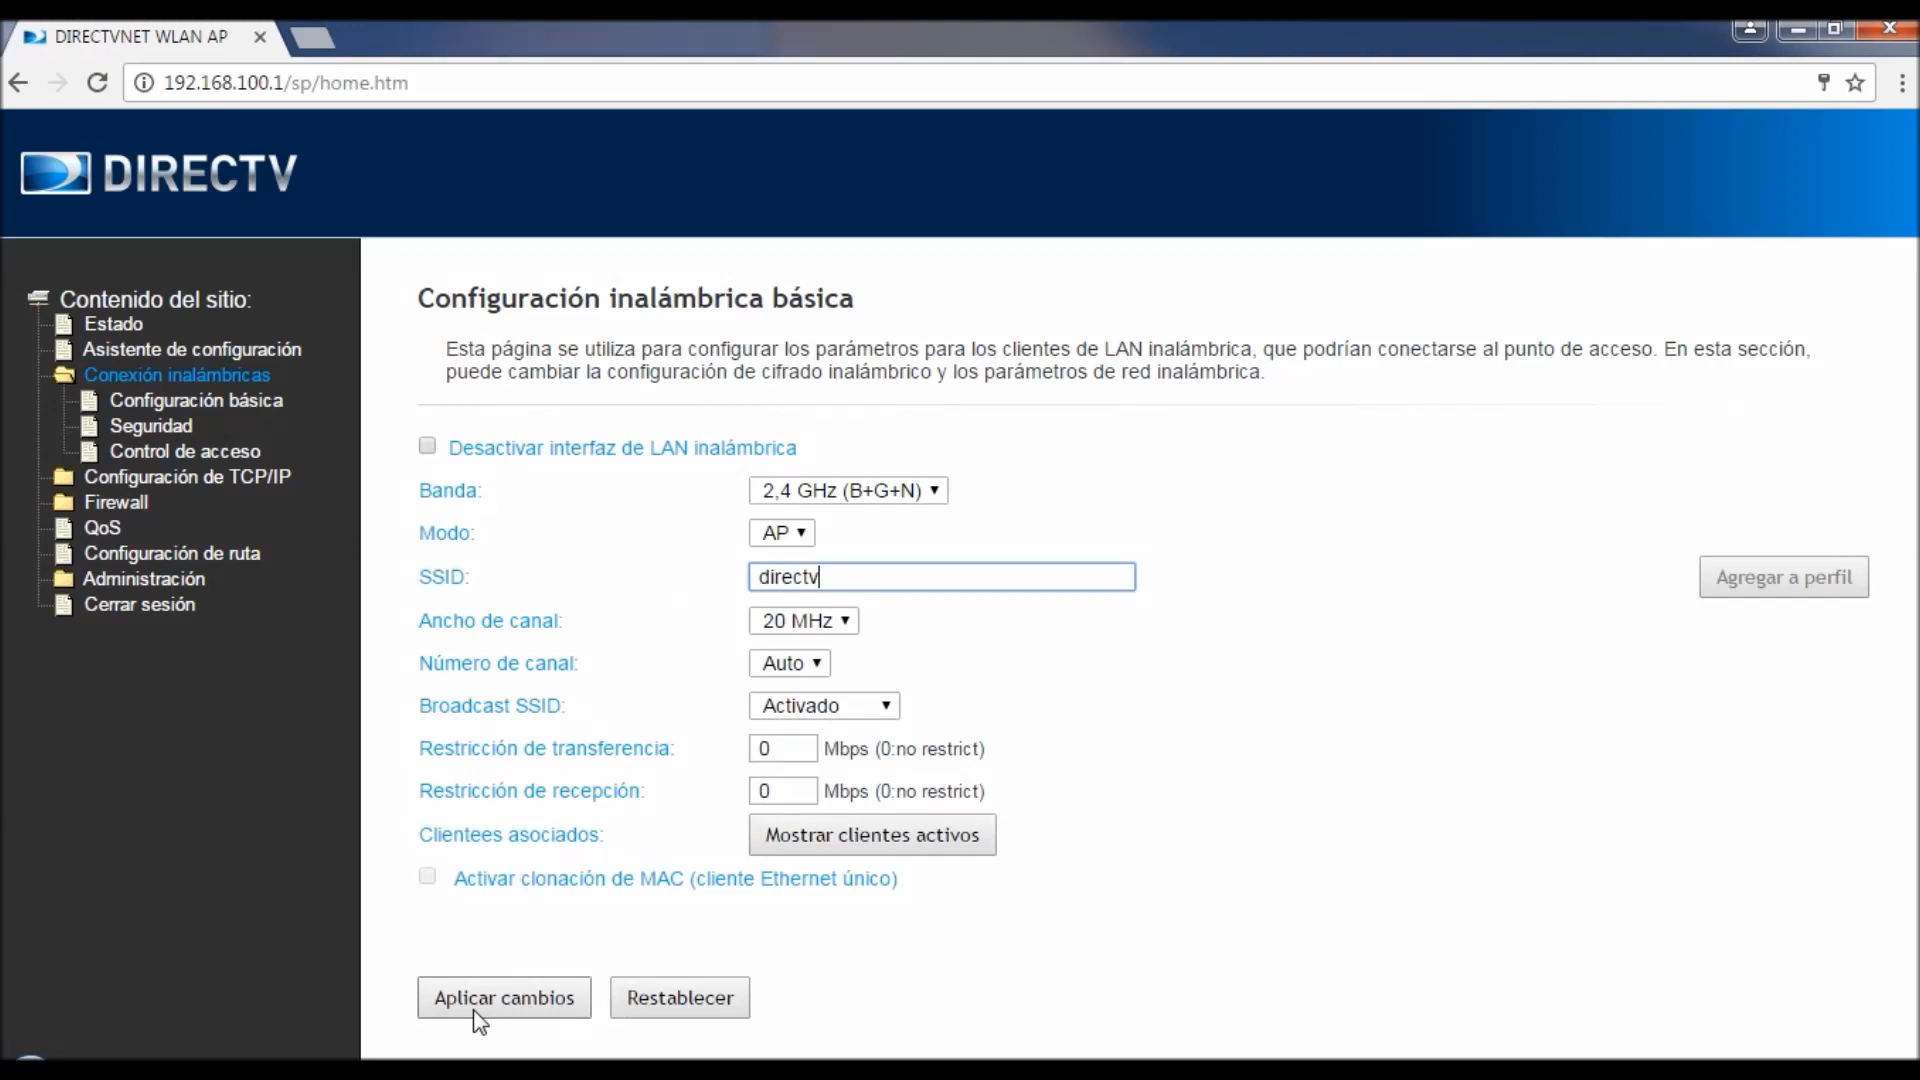 DIRECTVNET WLAN AP
192.168.100.1/sp/home.htm
DIRECTV
Contenido del sitio:
Estado
Asistente de configuración
Conexión inalámbricas
Configuración básica
Seguridad
Control de acceso
Configuración de TCP/IP
Firewall
QoS
Configuración de ruta
Administración
Cerrar sesión
Configuración inalámbrica básica
Esta página se utiliza para configurar los parámetros para los clientes de LAN inalámbrica, que podrían conectarse al punto de acceso. En esta sección,
puede cambiar la configuración de cifrado inalámbrico y los parámetros de red inalámbrica.
Desactivar interfaz de LAN inalámbrica
Banda: 2,4 GHz (B+G+N)
Modo: AP
SSID: directv Agregar a perfil
Ancho de canal: 20 MHz
Número de canal: Auto
Broadcast SSID: Activado
Restricción de transferencia: 0 Mbps (0:no restrict)
Restricción de recepción: 0 Mbps (0:no restrict)
Clientees asociados: Mostrar clientes activos
Activar clonación de MAC (cliente Ethernet único)
Aplicar cambios Restablecer